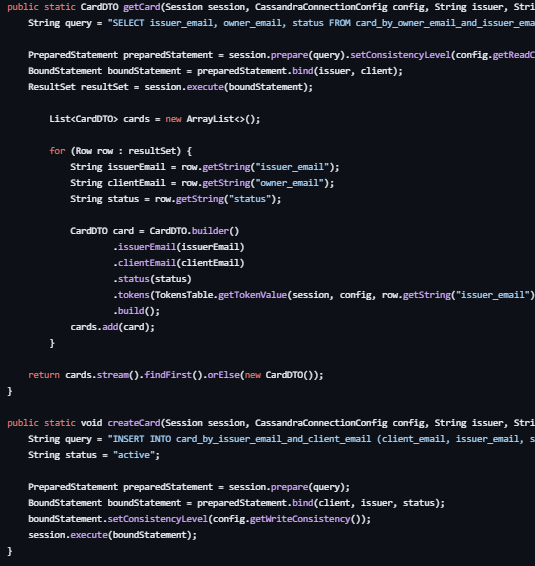 public static CardDTO getCard(Session session, CassandraConnectionConfig config, String issuer, Stri
String query = "SELECT issuer_email, owner_email, status FROM card_by_owner_email_and_issuer_ema
PreparedStatement preparedStatement = session.prepare(query).setConsistencyLevel(config.getReadC
BoundStatement boundStatement = preparedStatement.bind(issuer, client);
ResultSet resultSet = session.execute(boundStatement);
List<CardDTO> cards = new ArrayList<>();
for (Row row : resultSet) {
String issuerEmail = row.getString("issuer_email");
String clientEmail = row.getString("owner_email");
String status = row.getString("status");
CardDTO card = CardDTO.builder()
.issuerEmail(issuerEmail)
.clientEmail(clientEmail)
.status(status)
.tokens(TokensTable.getTokenValue(session, config, row.getString("issuer_email")
.build();
cards.add(card);
}
return cards.stream().findFirst().orElse(new CardDTO());
}
public static void createCard(Session session, CassandraConnectionConfig config, String issuer, Stri
String query = "INSERT INTO card_by_issuer_email_and_client_email (client_email, issuer_email, s
String status = "active";
PreparedStatement preparedStatement = session.prepare(query);
BoundStatement boundStatement = preparedStatement.bind(client, issuer, status);
boundStatement.setConsistencyLevel(config.getWriteConsistency());
session.execute(boundStatement);
}